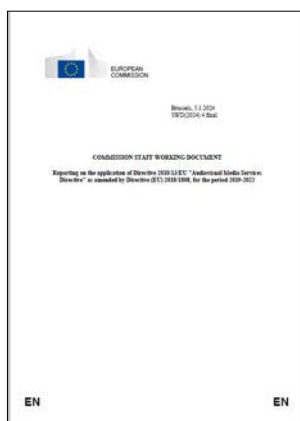 EUROPEAN
COMMISSION
Brussels, 5.1.2024
SWD(2024) 4 final
COMMISSION STAFF WORKING DOCUMENT
Reporting on the application of Directive 2010/13/EU "Audiovisual Media Services
Directive" as amended by Directive (EU) 2018/1808, for the period 2019-2022
EN EN